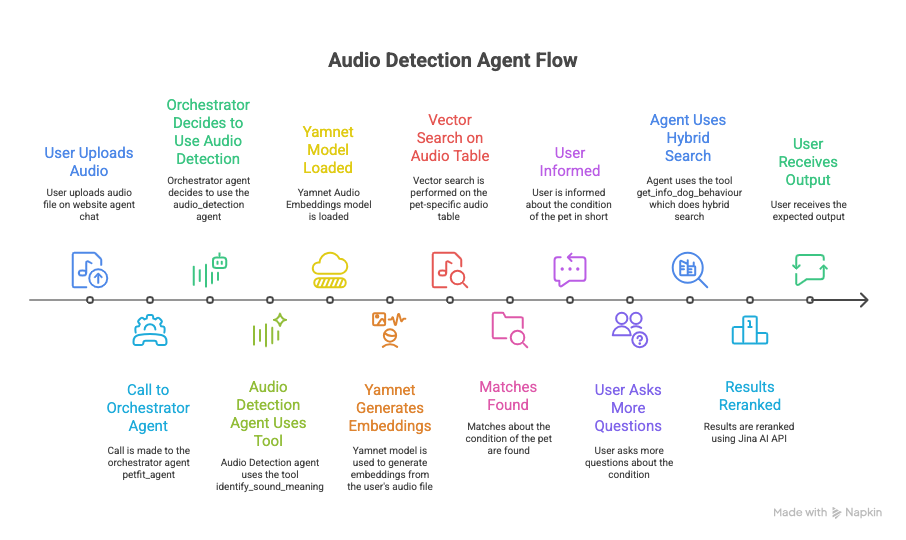 Audio Detection Agent Flow
User Uploads
Audio
User uploads audio
file on website agent
chat
Orchestrator
Decides to
Use Audio
Detection
Orchestrator agent
decides to use the
audio_detection
agent
Yamnet
Model
Loaded
Yamnet Audio
Embeddings model
is loaded
Vector
Search on
Audio Table
Vector search is
performed on the
pet-specific audio
table
User
Informed
User is informed
about the condition
of the pet in short
Agent Uses
Hybrid
Search
Agent uses the tool
get_info_dog_behaviour
which does hybrid
search
User
Receives
Output
User receives the
expected output
1
Call to
Orchestrator
Agent
Call is made to the
orchestrator agent
petfit_agent
Audio
Detection
Agent Uses
Tool
Audio Detection agent
uses the tool
identify_sound_meaning
Yamnet
Generates
Embeddings
Yamnet model is
used to generate
embeddings from
the user's audio file
Matches
Found
Matches about the
condition of the pet
are found
User Asks
More
Questions
User asks more
questions about the
condition
Results
Reranked
Results are reranked
using Jina AI API
Made with Napkin